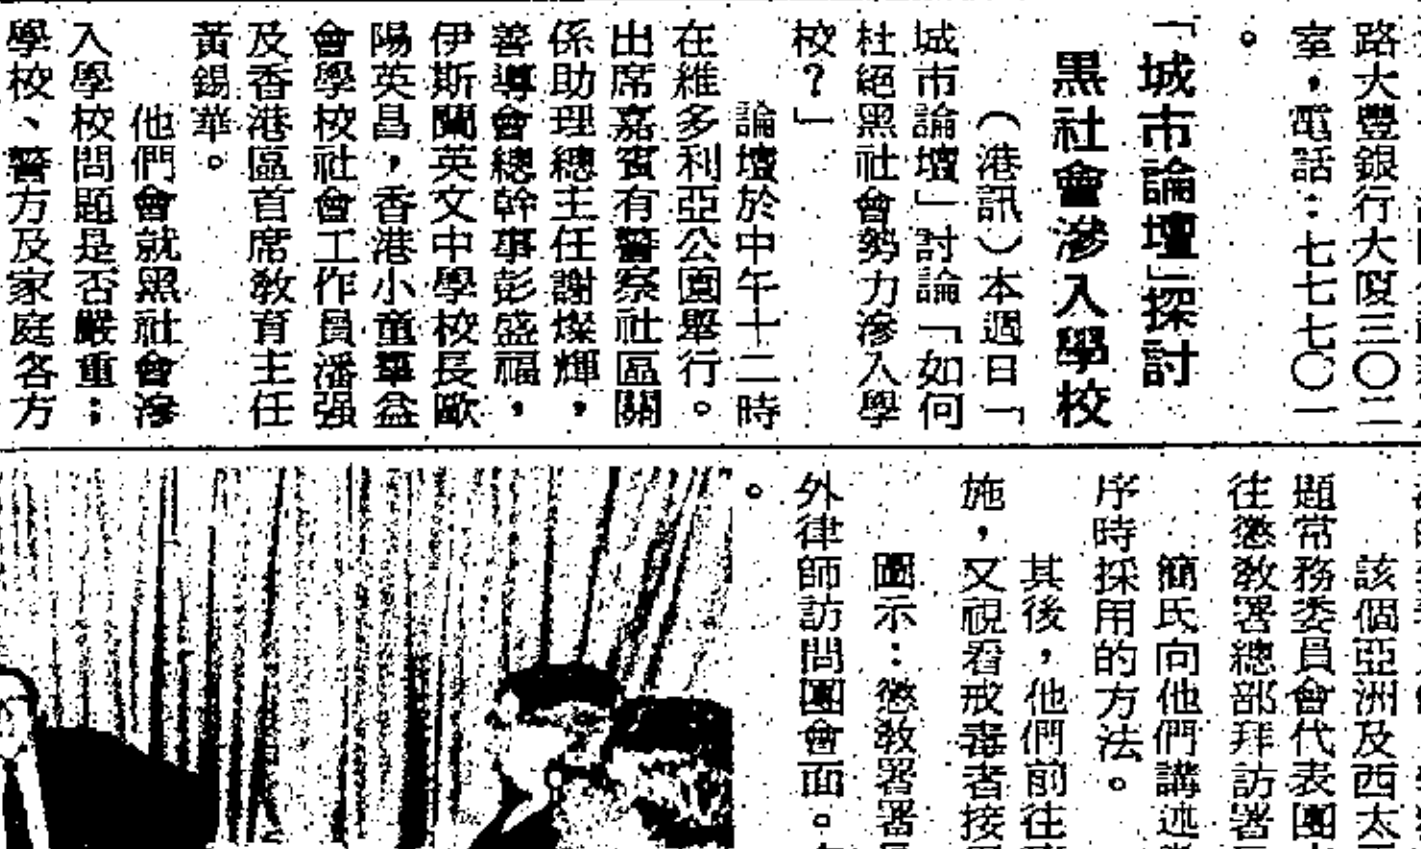 路大豐銀行大廈三〇二
室，電話：七七七〇一
。
「城市論壇」探討
黑社會滲入學校
（港訊）本週日「
城市論壇」討論「如何
杜絕黑社會勢力滲入學
校？」
論壇於中午十二時
在維多利亞公園舉行。
出席嘉賓有警察社區關
係助理總主任謝燦輝，
善導會總幹事彭盛福，
伊斯蘭英文中學校長歐
陽英昌，香港小童羣益
會學校社會工作員潘强
及香港區首席敎育主任
黃錫華。
他們會就黑社會滲
入學校問題是否嚴重；
學校、警方及家庭各方
該個亞洲及西太
題常務委員會代表團
往懲敎署總部拜訪署
簡氏向他們講述
序時採用的方法。
其後，他們前往
施，又視看戒毒者接
圖示：懲敎署署
外律師訪問團會面。
。